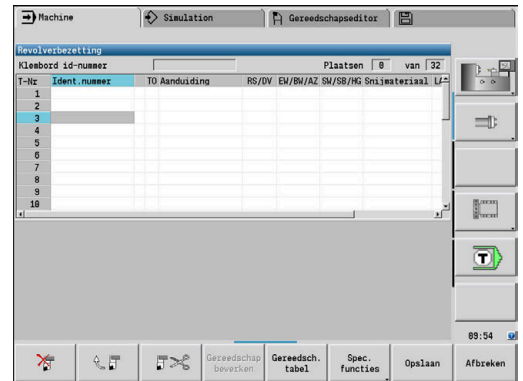 Machine Simulation Gereedschapseditor
Revolverbezetting
Klembord id-nummer Plaatsen 0 van 32
T-Nr Ident.nummer TO Aanduiding RS/DV EW/BW/AZ SW/SB/HG Snijmateriaal
1
2
3
4
5
6
7
8
9
10
T
09:54
Gereedschap bewerken
Gereedsch. tabel
Spec. functies
Opslaan
Afbreken